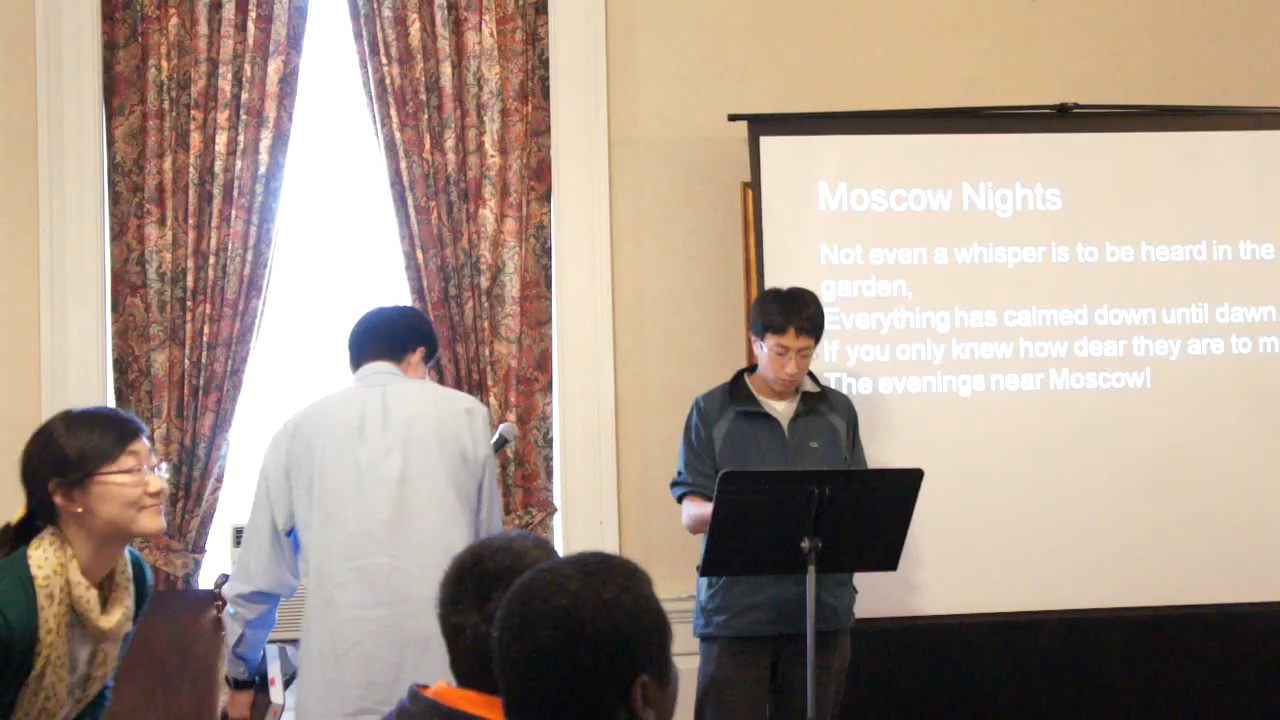 Moscow Nights
Not even a whisper is to be heard in the
garden,
Everything has calmed down until dawn.
If you only knew how dear they are to m
The evenings near Moscow!